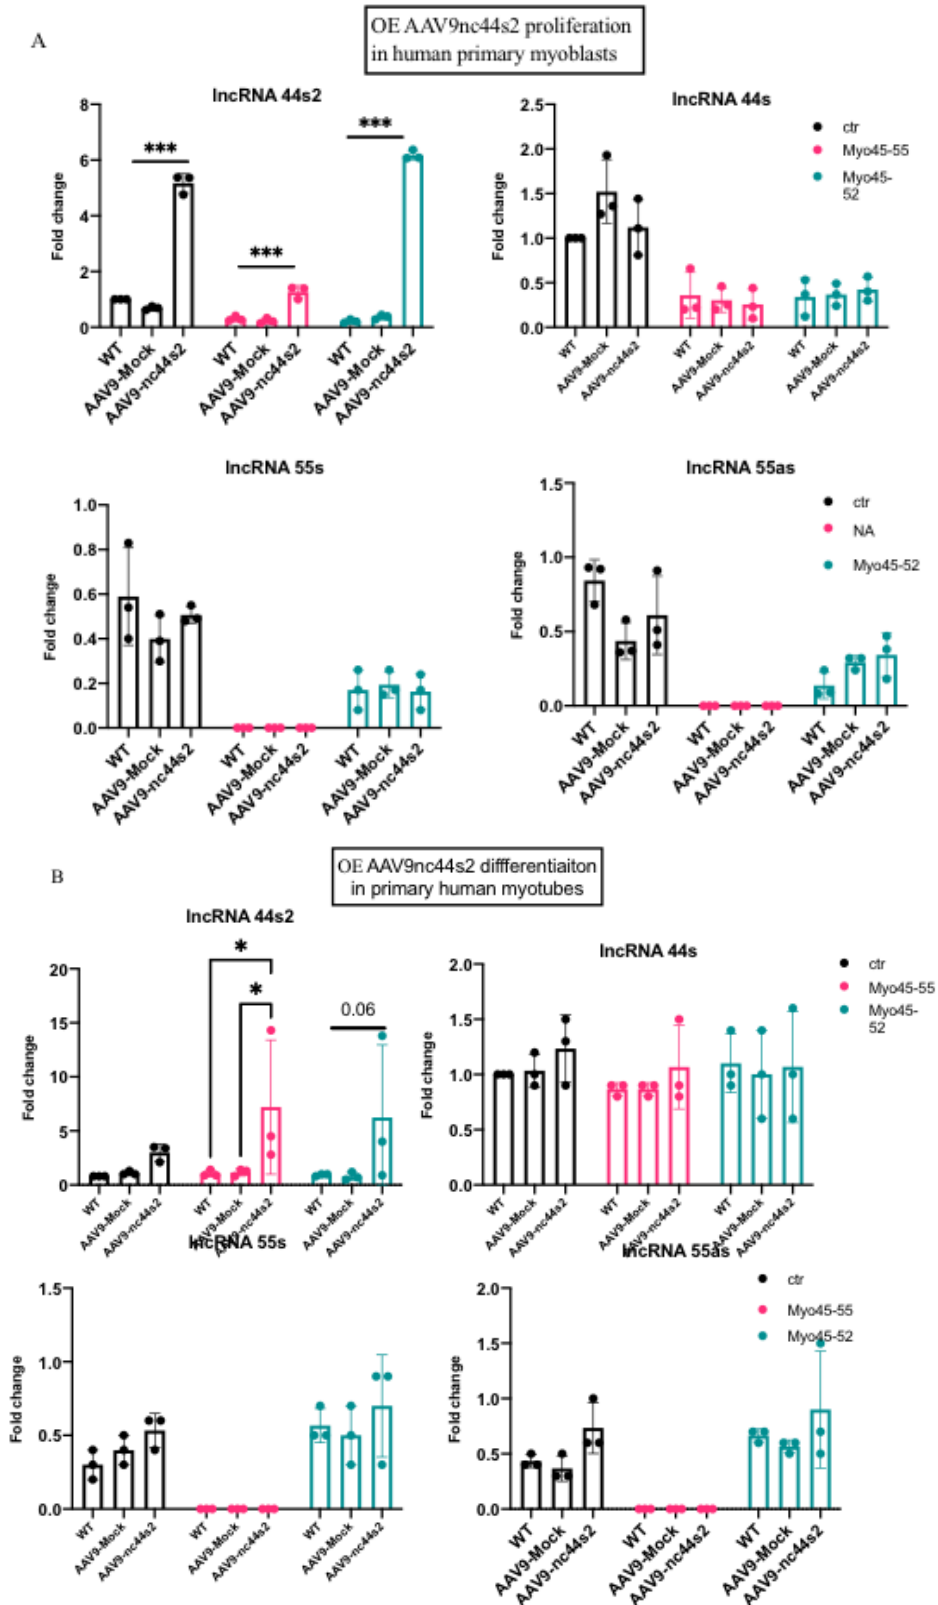 A
OE AAV9nc44s2 proliferation
in human primary myoblasts
lncRNA 44s2
Fold change
8
6
4
2
0
***
***
***
WT
AAV9-Mock
AAV9-nc44s2
WT
AAV9-Mock
AAV9-nc44s2
WT
AAV9-Mock
AAV9-nc44s2
lncRNA 44s
Fold change
2.5
2.0
1.5
1.0
0.5
0.0
WT
AAV9-Mock
AAV9-nc44s2
WT
AAV9-Mock
AAV9-nc44s2
WT
AAV9-Mock
AAV9-nc44s2
ctr
Myo45-55
Myo45-
52
lncRNA 55s
Fold change
1.0
0.8
0.6
0.4
0.2
0.0
WT
AAV9-Mock
AAV9-nc44s2
WT
AAV9-Mock
AAV9-nc44s2
WT
AAV9-Mock
AAV9-nc44s2
lncRNA 55as
Fold change
1.5
1.0
0.5
0.0
WT
AAV9-Mock
AAV9-nc44s2
WT
AAV9-Mock
AAV9-nc44s2
WT
AAV9-Mock
AAV9-nc44s2
ctr
NA
Myo45-52
B
OE AAV9nc44s2 diffferentiaiton
in primary human myotubes
lncRNA 44s2
Fold change
20
15
10
5
0
*
*
0.06
WT
AAV9-Mock
AAV9-nc44s2
WT
AAV9-Mock
AAV9-nc44s2
WT
AAV9-Mock
AAV9-nc44s2
lncRNA 44s
Fold change
2.0
1.5
1.0
0.5
0.0
WT
AAV9-Mock
AAV9-nc44s2
WT
AAV9-Mock
AAV9-nc44s2
WT
AAV9-Mock
AAV9-nc44s2
ctr
Myo45-55
Myo45-
52
lncRNA 55s
Fold change
1.5
1.0
0.5
0.0
WT
AAV9-Mock
AAV9-nc44s2
WT
AAV9-Mock
AAV9-nc44s2
WT
AAV9-Mock
AAV9-nc44s2
lncRNA 55as
Fold change
2.0
1.5
1.0
0.5
0.0
WT
AAV9-Mock
AAV9-nc44s2
WT
AAV9-Mock
AAV9-nc44s2
WT
AAV9-Mock
AAV9-nc44s2
ctr
Myo45-55
Myo45-52